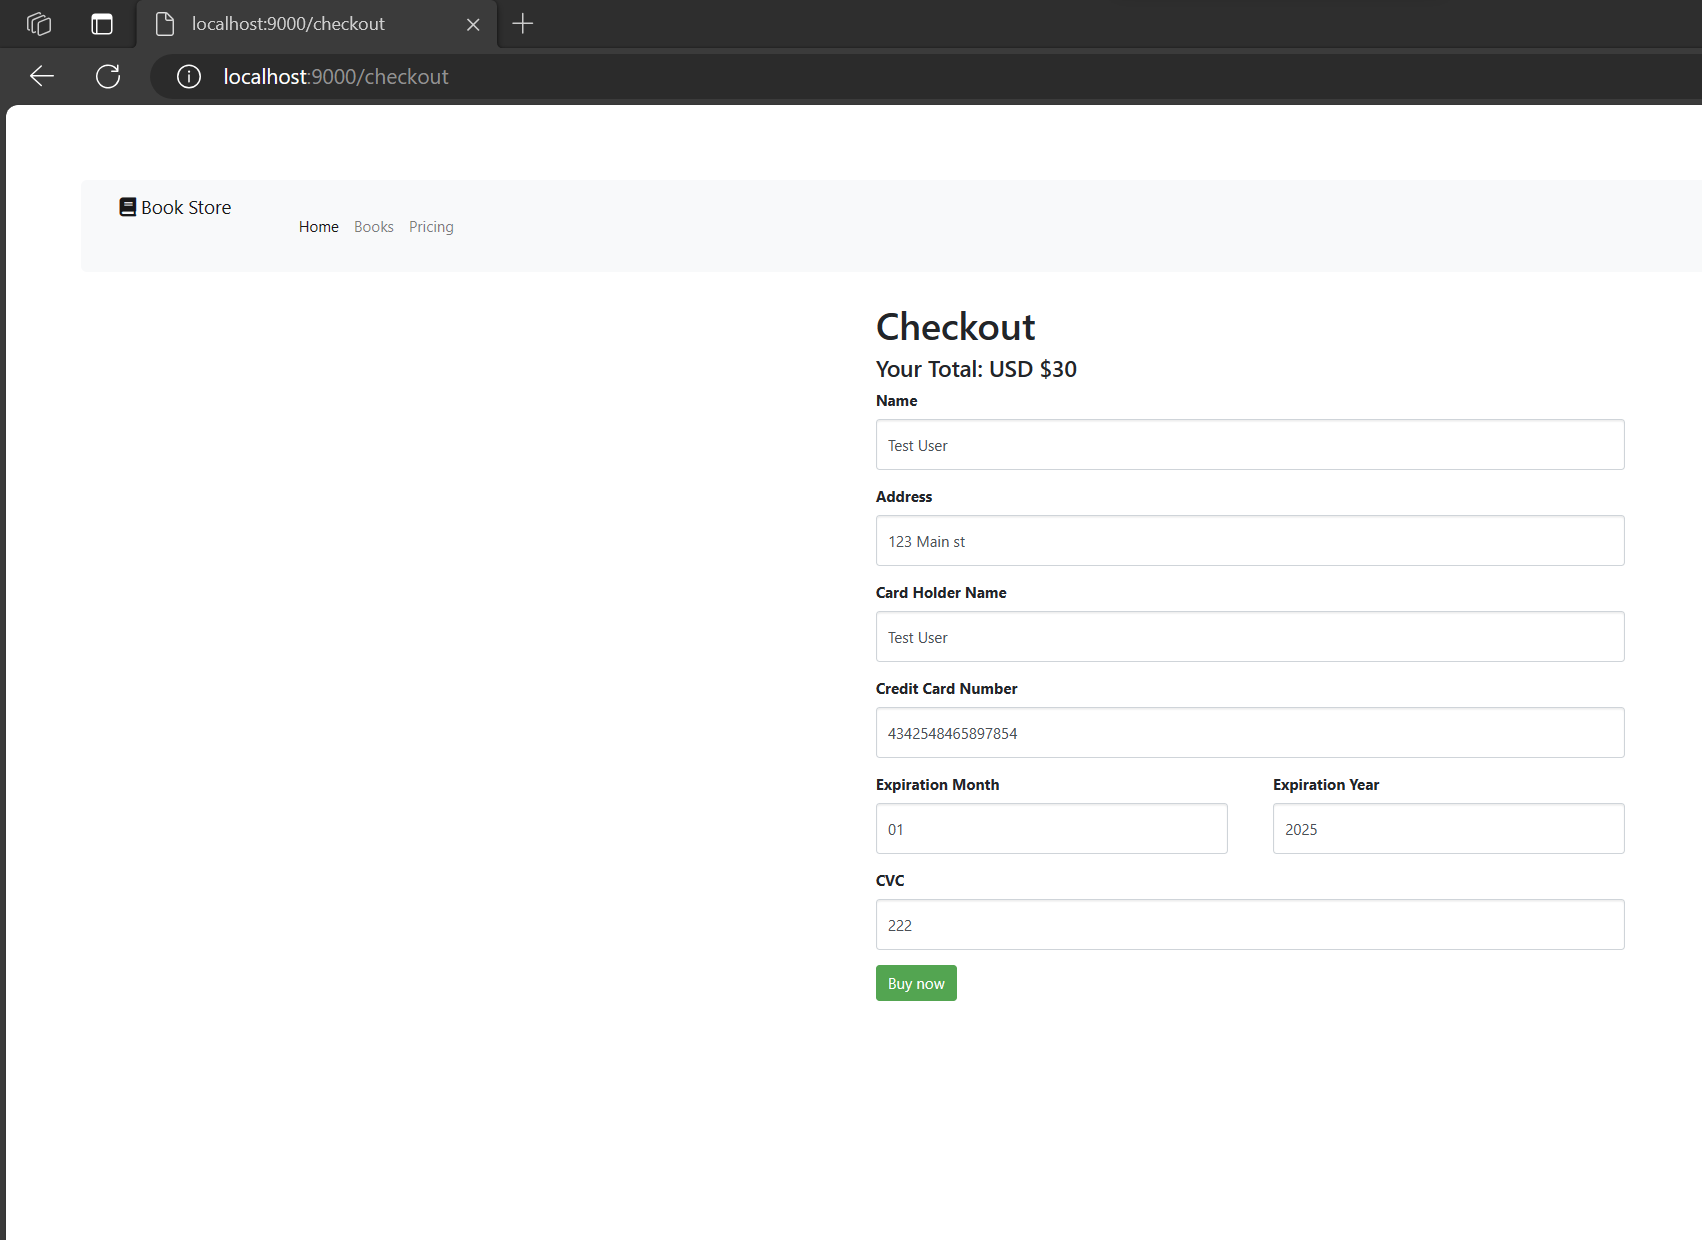 localhost:9000/checkout
localhost:9000/checkout
Book Store
Home Books Pricing
Checkout
Your Total: USD $30
Name
Test User
Address
123 Main st
Card Holder Name
Test User
Credit Card Number
4342548465897854
Expiration Month Expiration Year
01 2025
CVC
222
Buy now